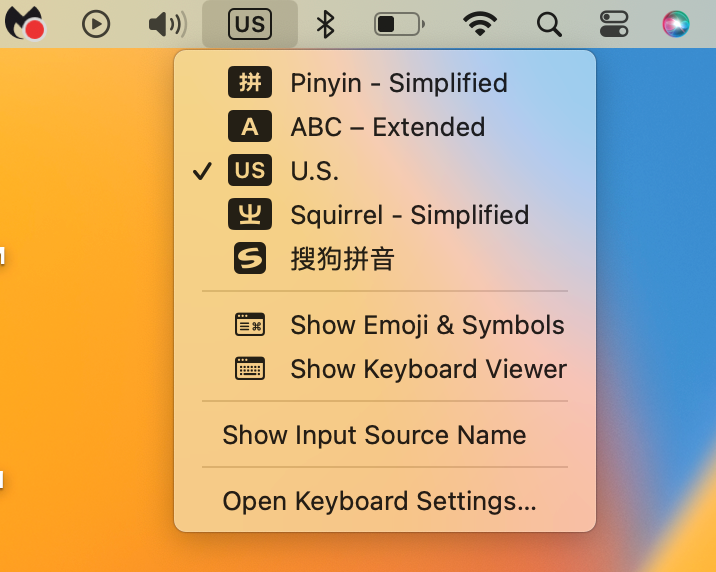 US
拼 Pinyin - Simplified
A ABC – Extended
US U.S.
Squirrel - Simplified
搜狗拼音
Show Emoji & Symbols
Show Keyboard Viewer
Show Input Source Name
Open Keyboard Settings...